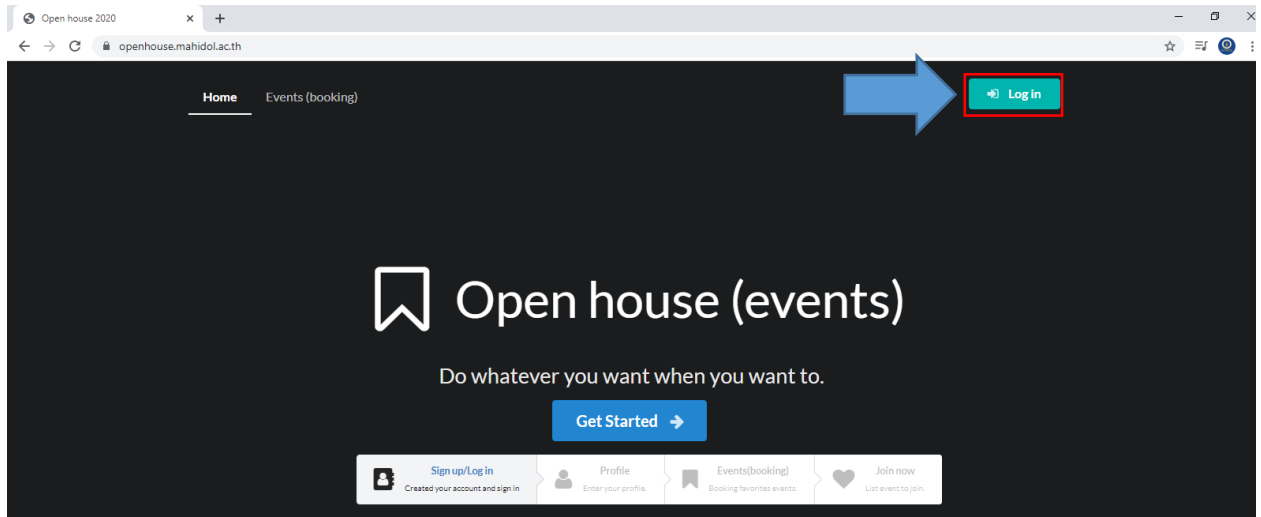 Open house 2020
openhouse.mahidol.ac.th
Home Events (booking) Log in
Open house (events)
Do whatever you want when you want to.
Get Started
Sign up/Log in
Created your account and sign in
Profile
Enter your profile.
Events(booking)
Booking favorites events.
Join now
List event to join.